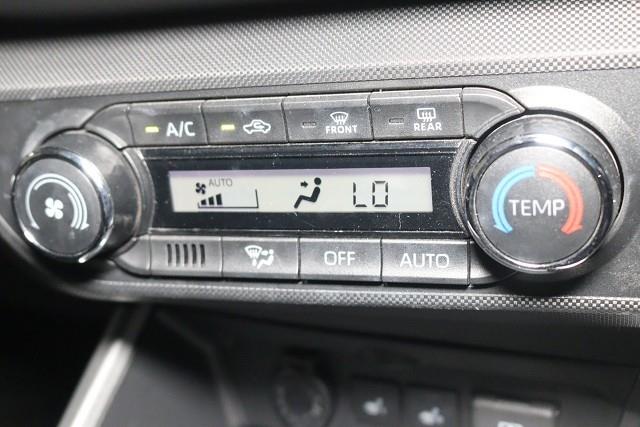 A/C
FRONT
REAR
AUTO
LO
TEMP
OFF
AUTO